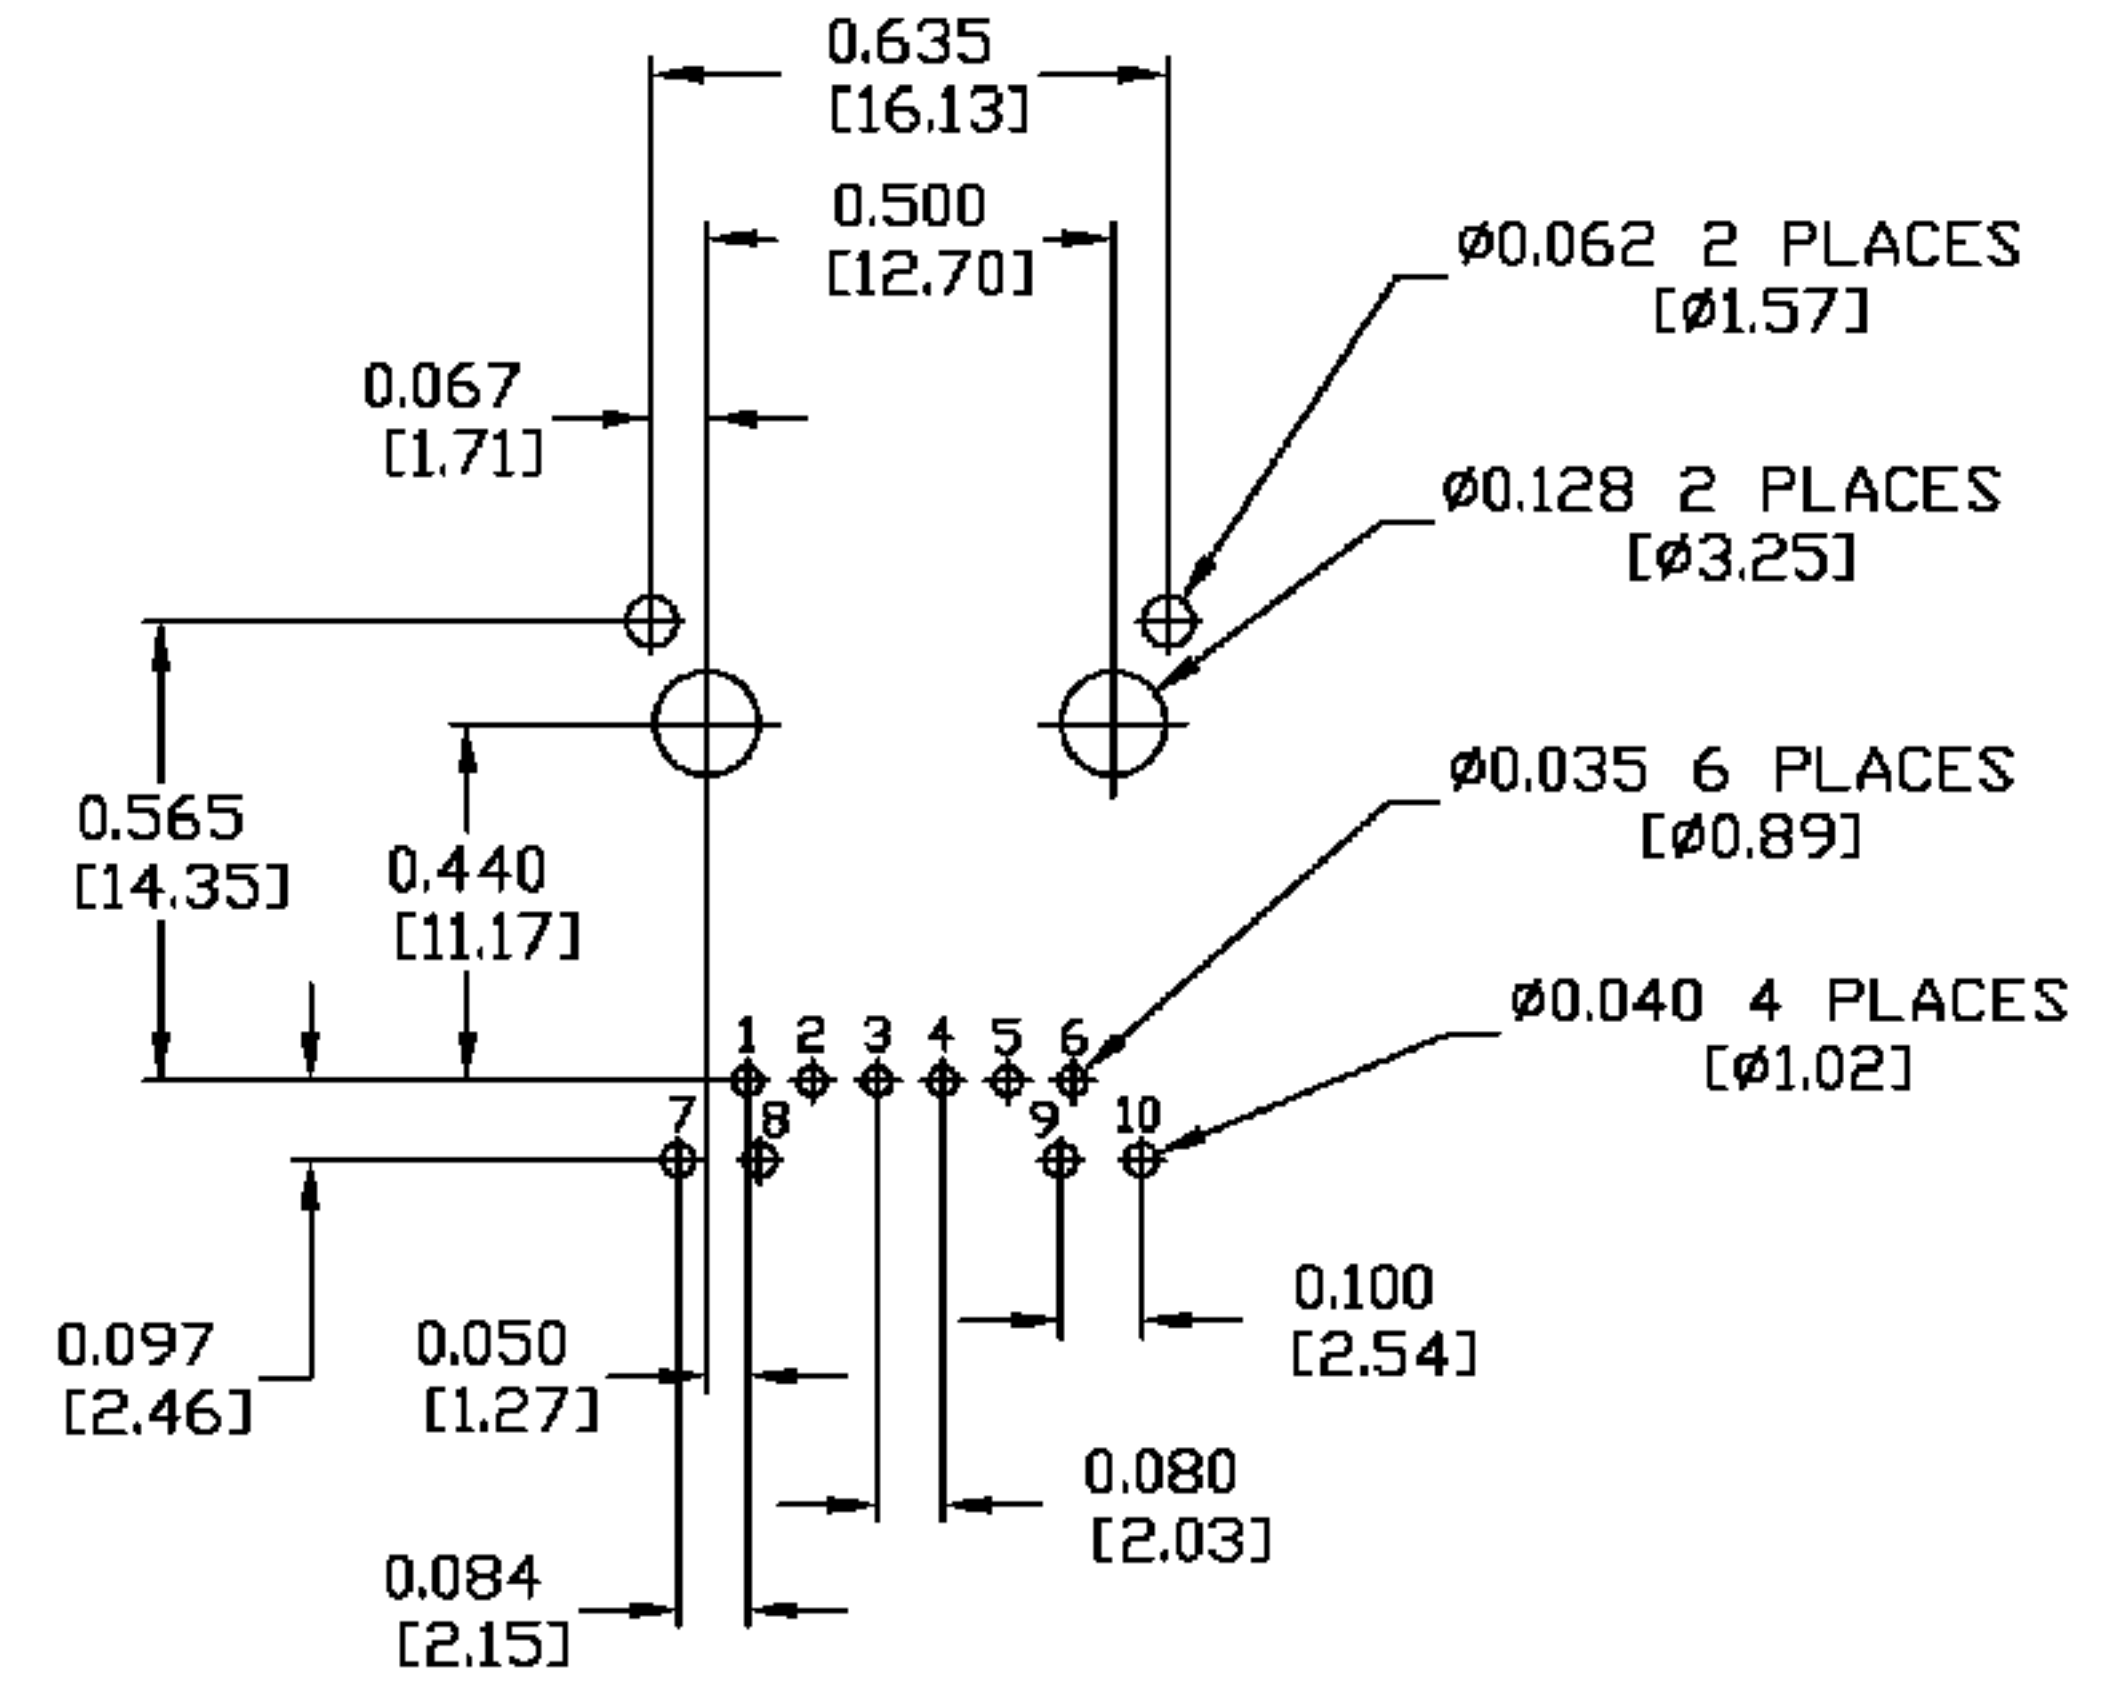 0.635
[16.13]
0.500
[12.70]
Ø0.062 2 PLACES
[Ø1.57]
0.067
[1.71]
Ø0.128 2 PLACES
[Ø3.25]
Ø0.035 6 PLACES
[Ø0.89]
0.565
[14.35]
0.440
[11.17]
Ø0.040 4 PLACES
[Ø1.02]
1 2 3 4 5 6
7 8 9 10
0.100
[2.54]
0.097
[2.46]
0.050
[1.27]
0.080
[2.03]
0.084
[2.15]